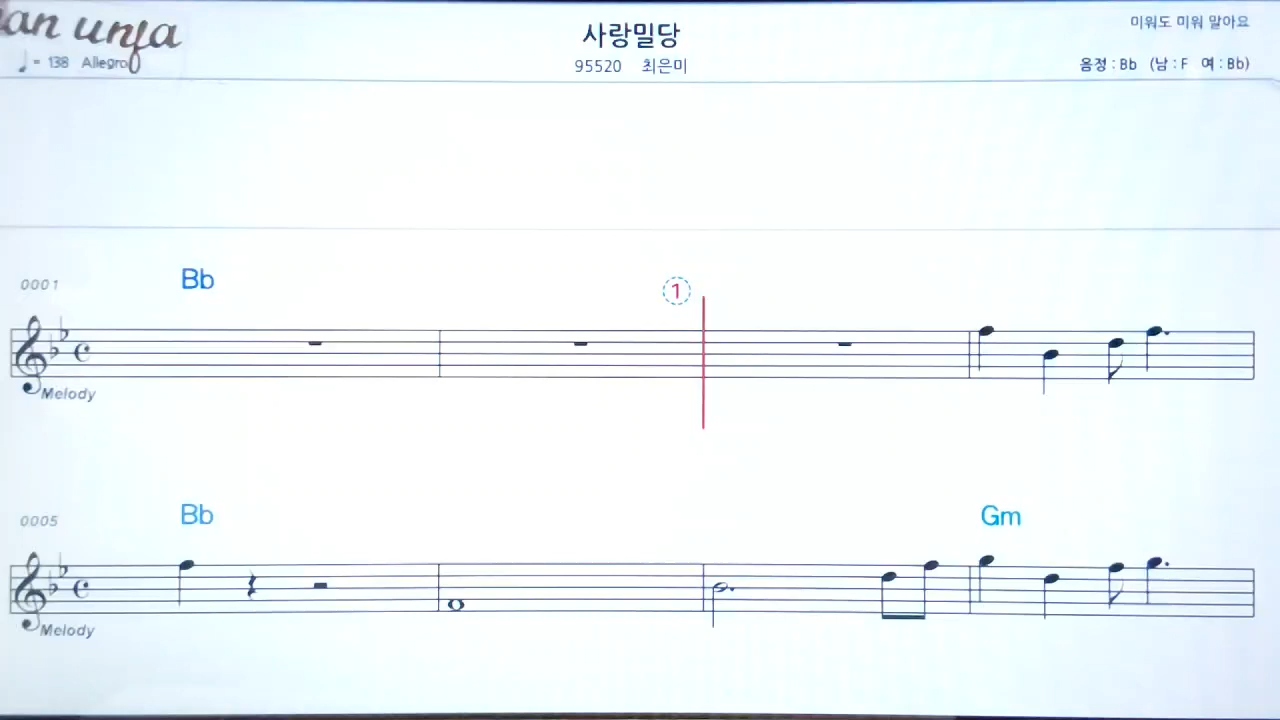 an unfa
사랑밀당
미워도 미워 말아요
♩= 138 Allegro
95520 최은미
음정 : Bb (남 : F 여 : Bb)
0001
Bb
1
Melody
0005
Bb
Gm
Melody